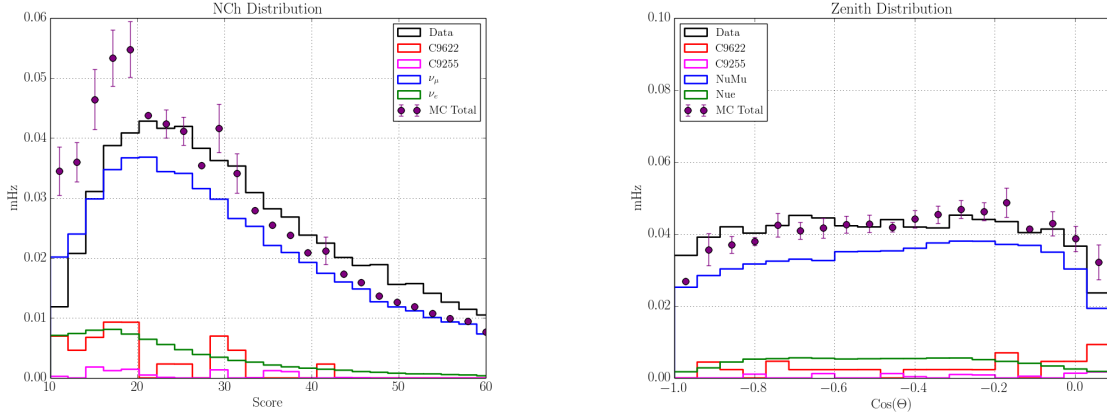 NCh Distribution
0.06
0.05
0.04
0.03
0.02
0.01
0.00
mHz
10
20
30
40
50
60
Score
Data
C9622
C9255
νμ
νe
MC Total
Zenith Distribution
0.10
0.08
0.06
0.04
0.02
0.00
mHz
−1.0
−0.8
−0.6
−0.4
−0.2
0.0
Cos(Θ)
Data
C9622
C9255
NuMu
Nue
MC Total